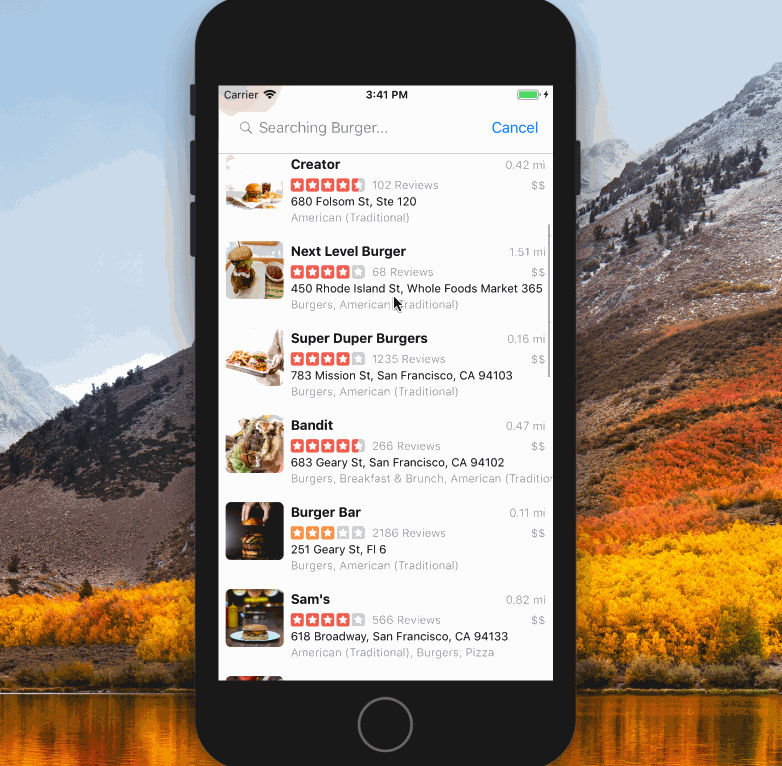 Carrier 3:41 PM
Searching Burger... Cancel
Creator 0.42 mi
102 Reviews $$
680 Folsom St, Ste 120
American (Traditional)
Next Level Burger 1.51 mi
68 Reviews $$
450 Rhode Island St, Whole Foods Market 365
Burgers, American (Traditional)
Super Duper Burgers 0.16 mi
1235 Reviews $$
783 Mission St, San Francisco, CA 94103
Burgers, American (Traditional)
Bandit 0.47 mi
266 Reviews $$
683 Geary St, San Francisco, CA 94102
Burgers, Breakfast & Brunch, American (Traditior
Burger Bar 0.11 mi
2186 Reviews $$
251 Geary St, Fl 6
Burgers, American (Traditional)
Sam's 0.82 mi
566 Reviews $$
618 Broadway, San Francisco, CA 94133
American (Traditional), Burgers, Pizza